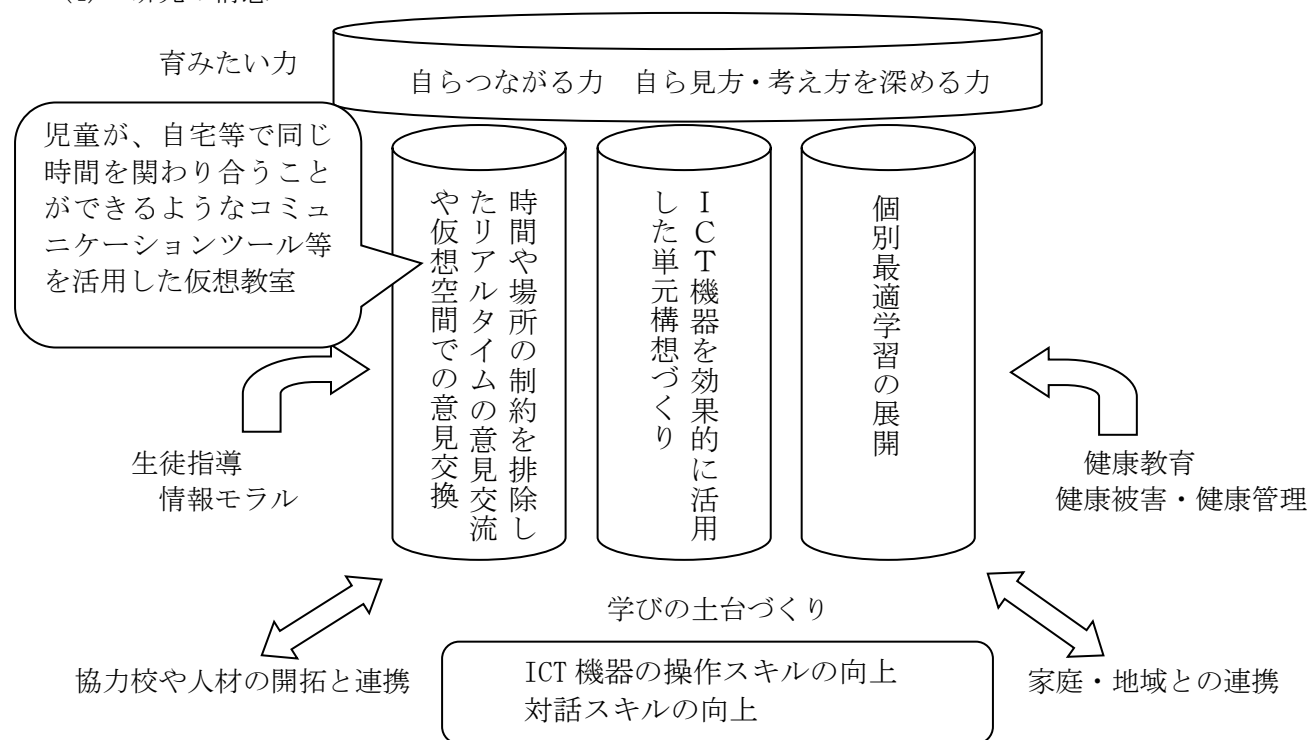 育みたい力
自らつながる力 自ら見方・考え方を深める力
児童が、自宅等で同じ
時間を関わり合うこと
ができるようなコミュ
ニケーションツール等
を活用した仮想教室
時間や場所の制約を排除し
たリアルタイムの意見交流
や仮想空間での意見交換
ICT機器を効果的に活用
した単元構想づくり
個別最適学習の展開
生徒指導
情報モラル
健康教育
健康被害・健康管理
学びの土台づくり
ICT 機器の操作スキルの向上
対話スキルの向上
協力校や人材の開拓と連携
家庭・地域との連携